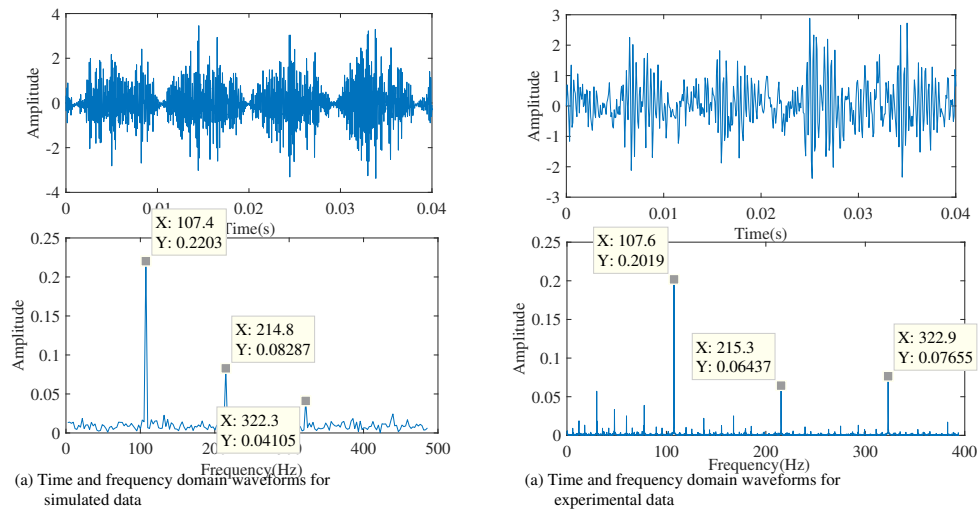 4
2
0
-2
-4
Amplitude
0 0.01 0.02 0.03 0.04
Time(s)
3
2
1
0
-1
-2
-3
Amplitude
0 0.01 0.02 0.03 0.04
Time(s)
0.25
0.2
0.15
0.1
0.05
0
Amplitude
X: 107.4
Y: 0.2203
X: 214.8
Y: 0.08287
X: 322.3
Y: 0.04105
0 100 300 400 500
Frequency(Hz)
(a) Time and frequency domain waveforms for
simulated data
0.25
0.2
0.15
0.1
0.05
0
Amplitude
X: 107.6
Y: 0.2019
X: 215.3
Y: 0.06437
X: 322.9
Y: 0.07655
0 100 200 300 400
Frequency(Hz)
(a) Time and frequency domain waveforms for
experimental data